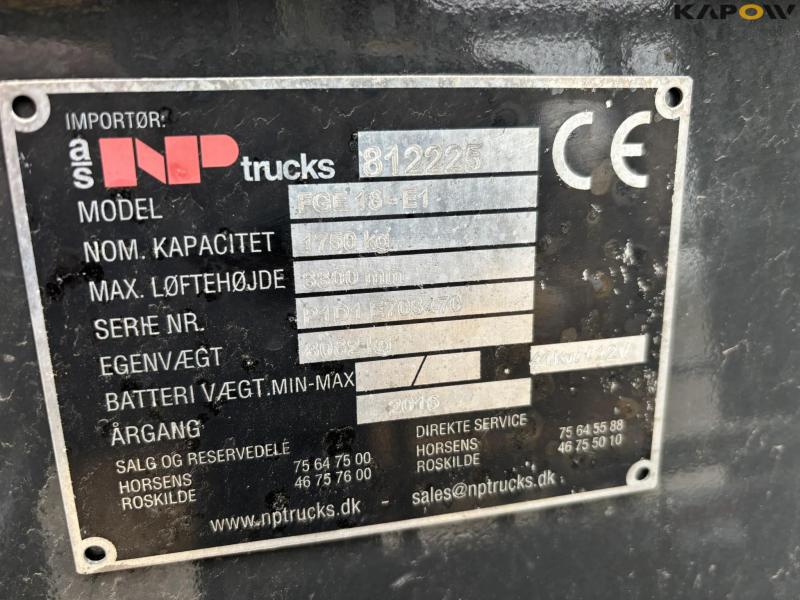 KAPOW
IMPORTØR:
a/s NP trucks 812225 CE
MODEL FGE 18-E1
NOM. KAPACITET 1750 kg.
MAX. LØFTEHØJDE 3300 mm
SERIE NR.
EGENVÆGT kg
BATTERI VÆGT.MIN-MAX /
ÅRGANG
SALG OG RESERVEDELE DIREKTE SERVICE
HORSENS 75 64 75 00 HORSENS 75 64 55 88
ROSKILDE 46 75 76 00 ROSKILDE 46 75 50 10
www.nptrucks.dk - sales@nptrucks.dk